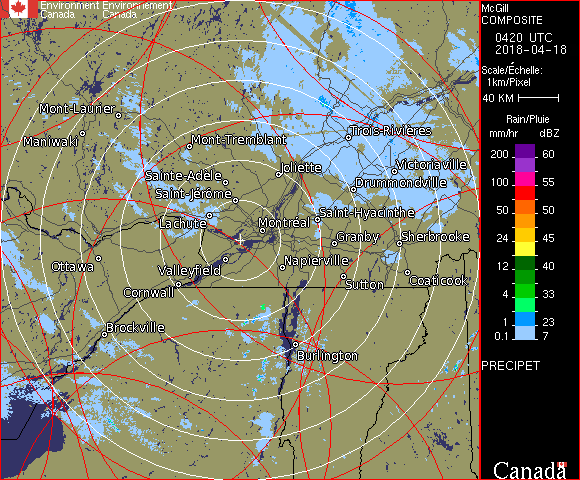 Environment Environnement
Canada Canada
McGill
COMPOSITE
0420 UTC
2018-04-18
Scale/Échelle:
1km/Pixel
40 KM
Rain/Pluie
mm/hr dBZ
200 60
100 55
50 50
24 45
12 40
4 33
1 23
0.1 7
PRECIPET
Canada
Mont-Laurier
Maniwaki
Mont-Tremblant
Trois-Rivières
Joliette
Victoriaville
Sainte-Adèle
Drummondville
Saint-Jérôme
Saint-Hyacinthe
Lachute
Montréal
Granby
Sherbrooke
Ottawa
Napierville
Valleyfield
Coaticook
Sutton
Cornwall
Brockville
Burlington